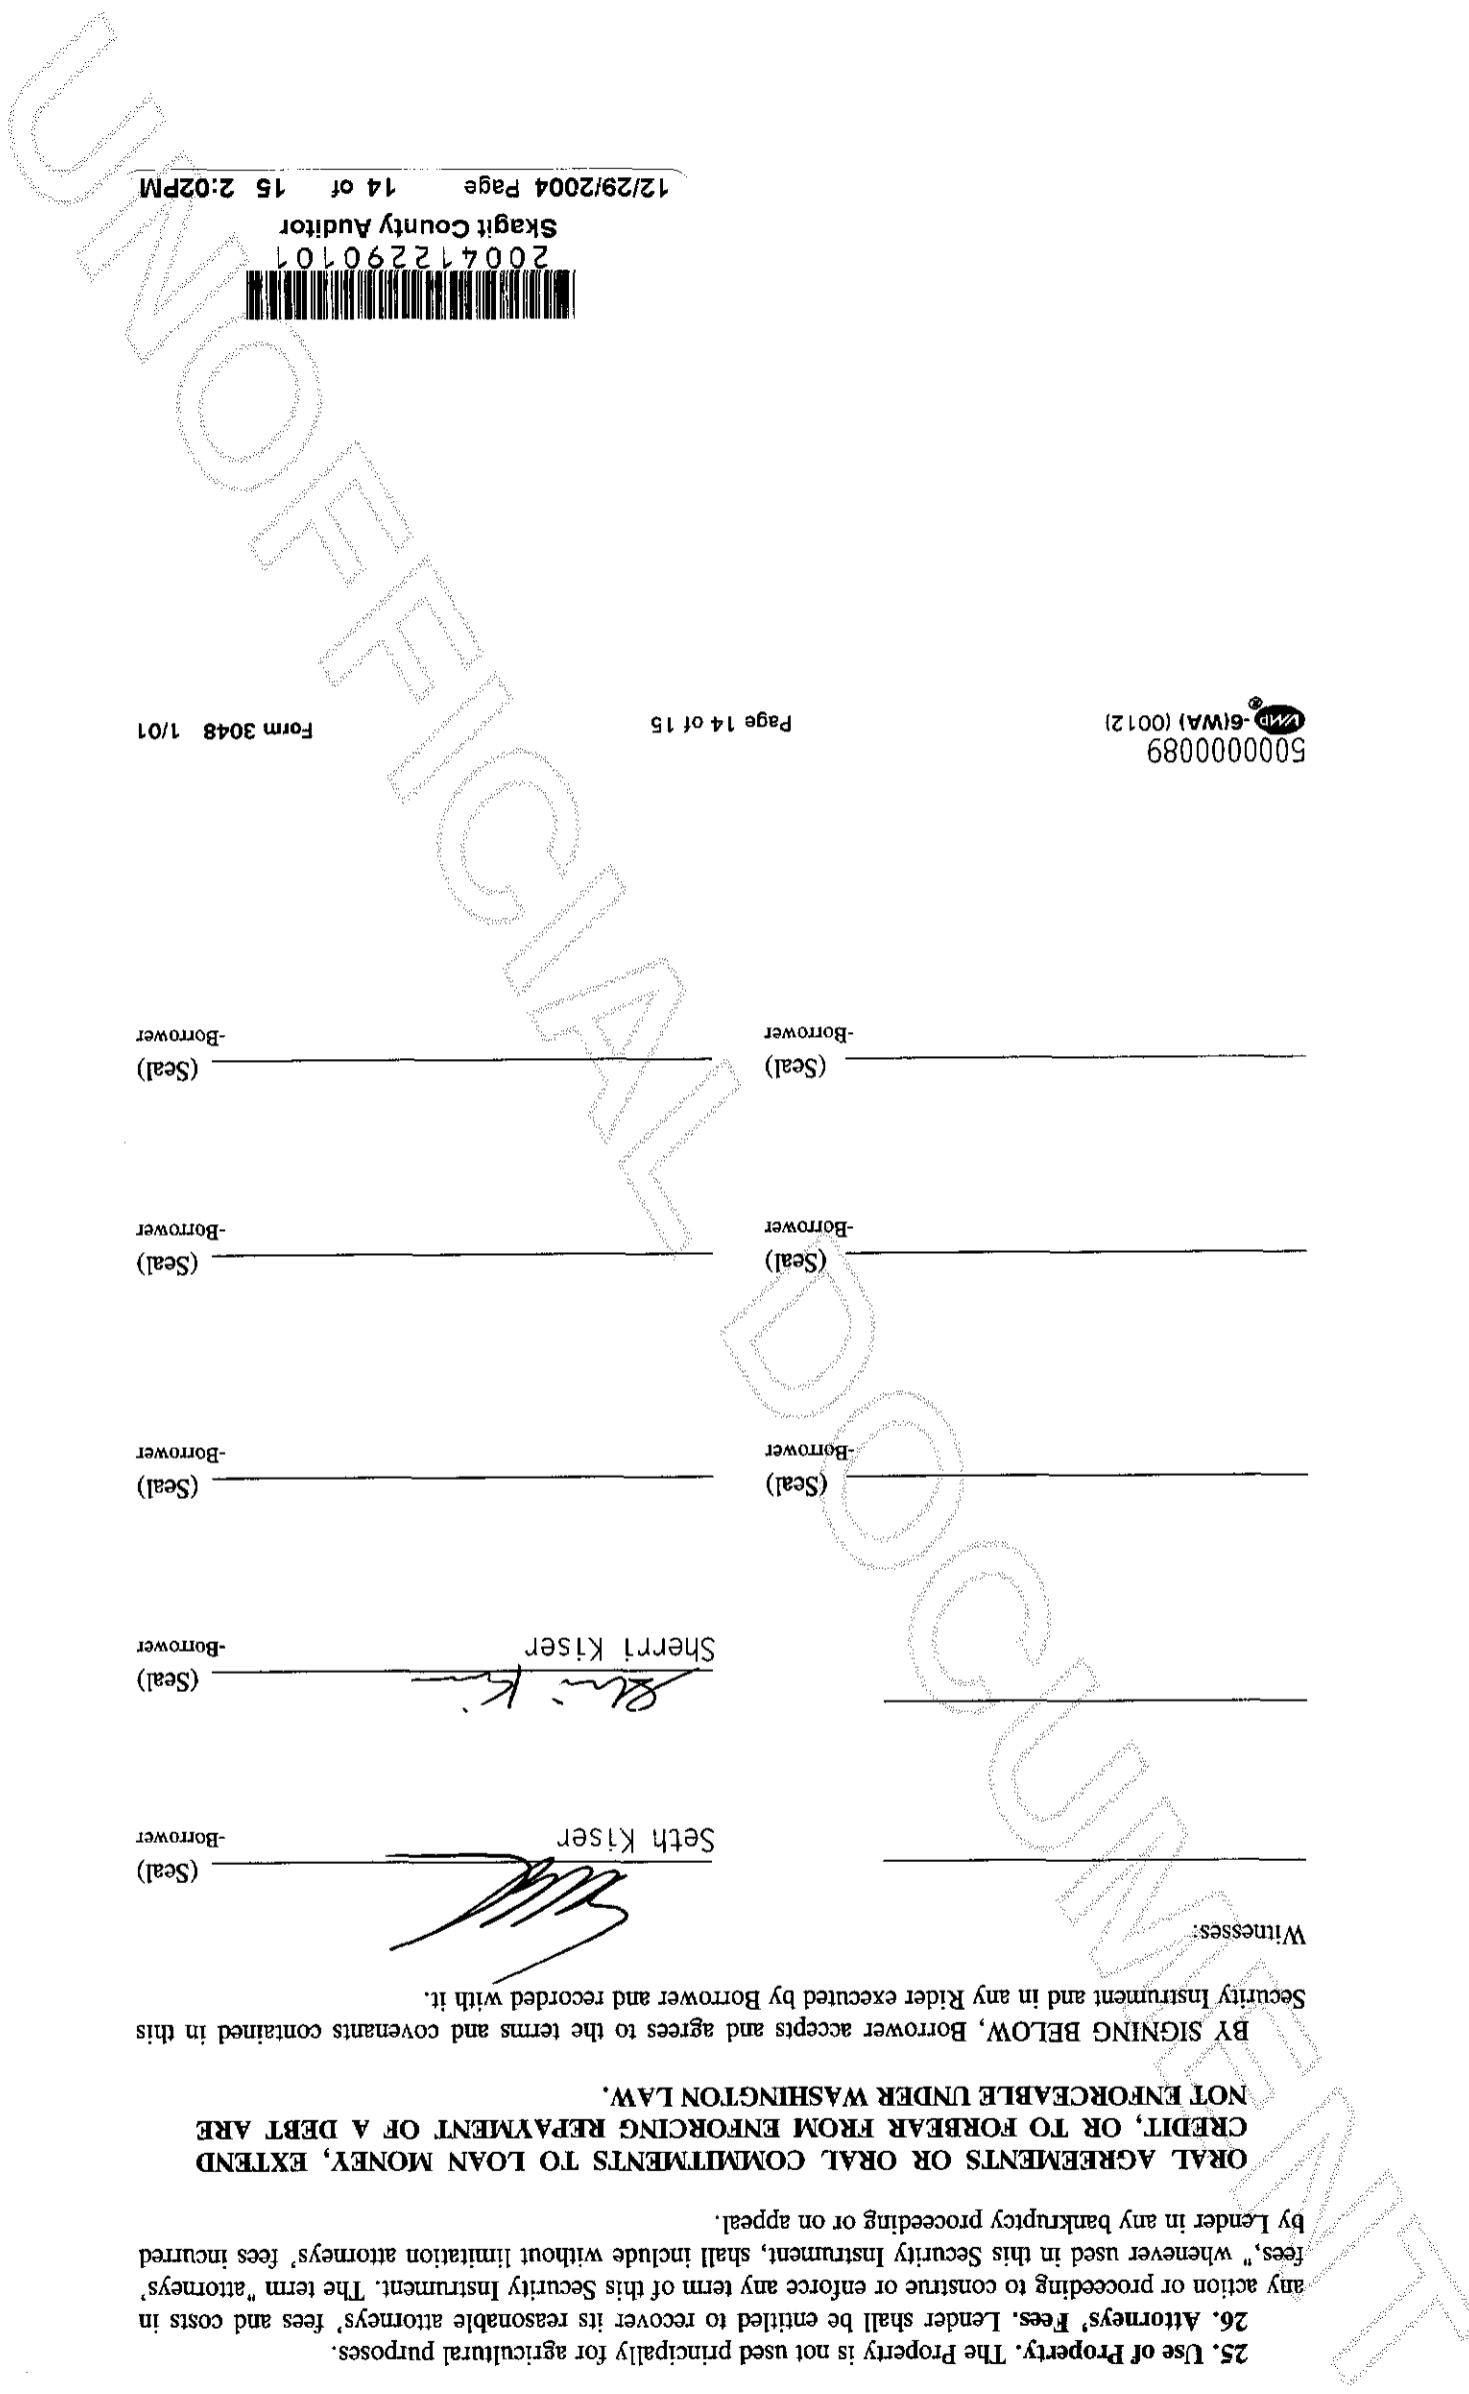 25. Use of Property. The Property is not used principally for agricultural purposes.
26. Attorneys' Fees. Lender shall be entitled to recover its reasonable attorneys' fees and costs in
any action or proceeding to construe or enforce any term of this Security Instrument. The term "attorneys'
fees," whenever used in this Security Instrument, shall include without limitation attorneys' fees incurred
by Lender in any bankruptcy proceeding or on appeal.
ORAL AGREEMENTS OR ORAL COMMITMENTS TO LOAN MONEY, EXTEND
CREDIT, OR TO FORBEAR FROM ENFORCING REPAYMENT OF A DEBT ARE
NOT ENFORCEABLE UNDER WASHINGTON LAW.
BY SIGNING BELOW, Borrower accepts and agrees to the terms and covenants contained in this
Security Instrument and in any Rider executed by Borrower and recorded with it.
Witnesses:
(Seal)
Seth Kiser -Borrower
(Seal)
Sherri Kiser -Borrower
(Seal) (Seal)
-Borrower -Borrower
(Seal) (Seal)
-Borrower -Borrower
(Seal) (Seal)
-Borrower -Borrower
5000000089
VMP®-6(WA) (0012) Page 14 of 15 Form 3048 1/01
200412290101
Skagit County Auditor
12/29/2004 Page 14 of 15 2:02PM
UNOFFICIAL DOCUMENT